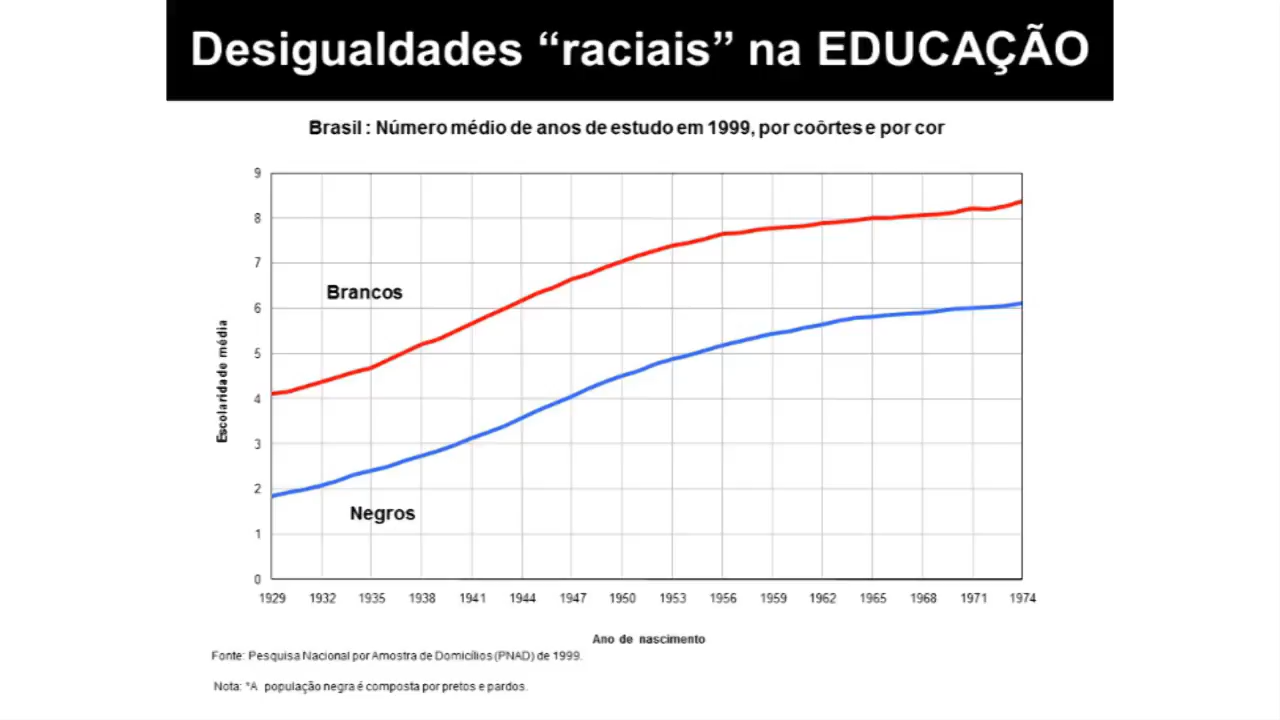 Desigualdades “raciais” na EDUCAÇÃO
Brasil : Número médio de anos de estudo em 1999, por coôrtes e por cor
9
8
7
6
5
4
3
2
1
0
Escolaridade média
Brancos
Negros
1929 1932 1935 1938 1941 1944 1947 1950 1953 1956 1959 1962 1965 1968 1971 1974
Ano de nascimento
Fonte: Pesquisa Nacional por Amostra de Domicílios (PNAD) de 1999.
Nota: *A população negra é composta por pretos e pardos.